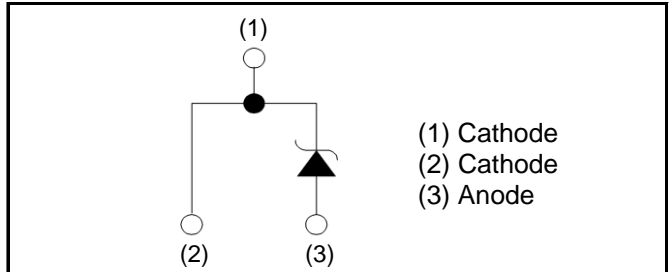 (1)
(1) Cathode
(2) Cathode
(3) Anode
(2) (3)